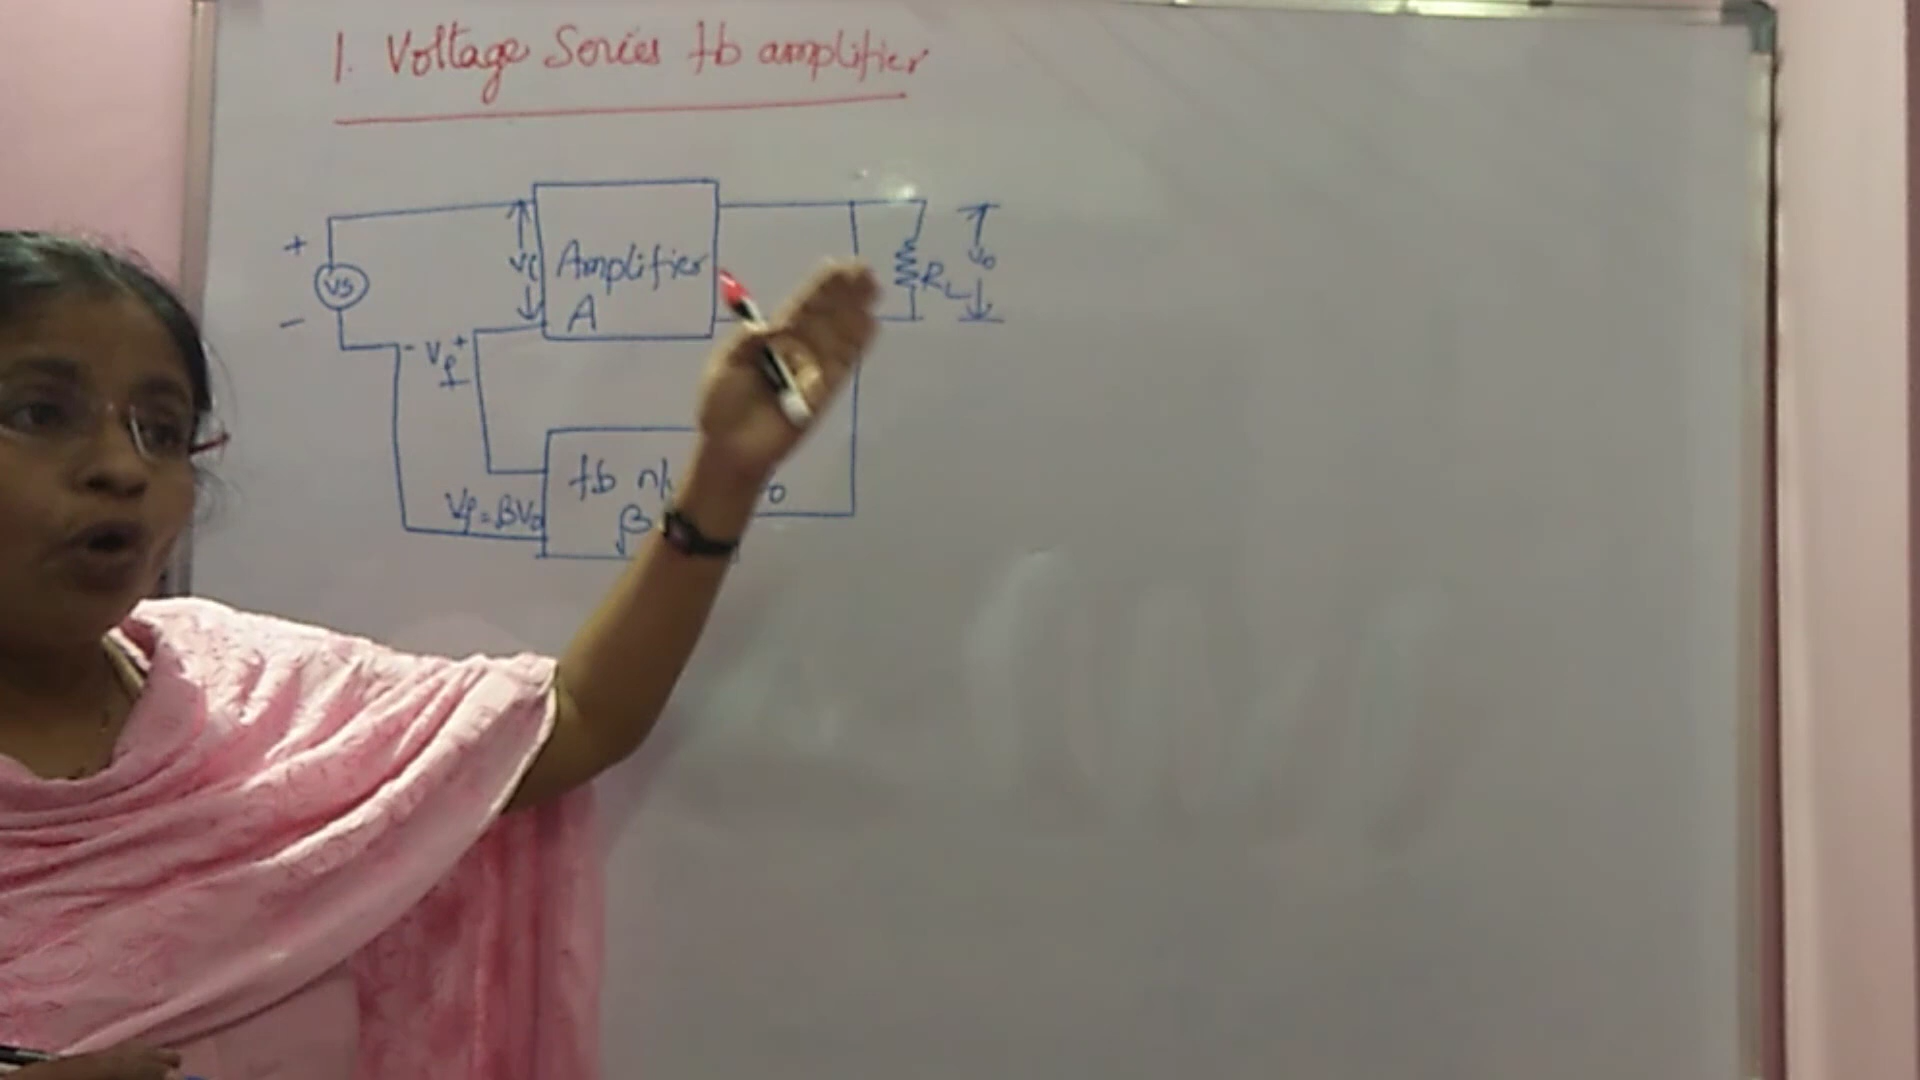 1. Voltage Series fb amplifier
+
Vs
-
Vi
Amplifier
A
RL
Vo
- Vf +
fb n/
β
Vf = βVo